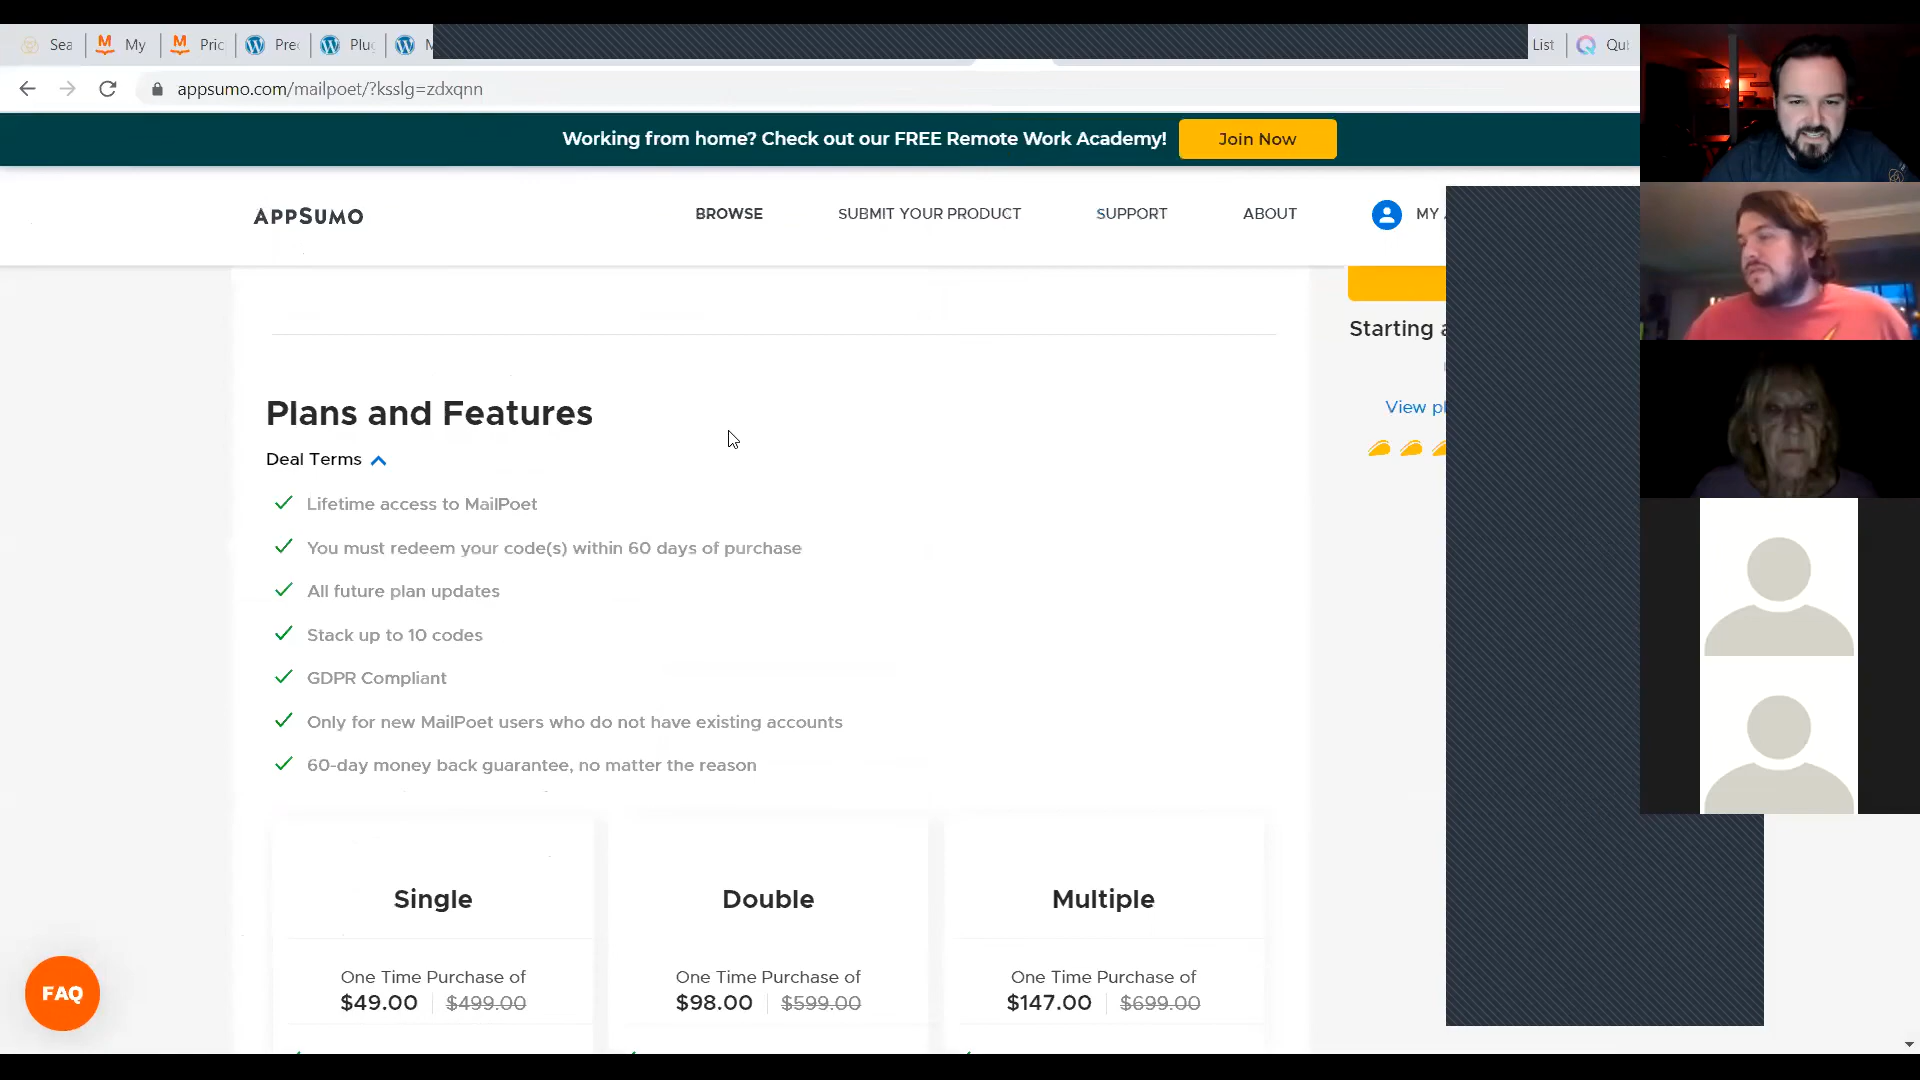 Sea
My
Pric
Pre
Plu
List
Qu
appsumo.com/mailpoet/?ksslg=zdxqnn
Working from home? Check out our FREE Remote Work Academy!
Join Now
APPSUMO
BROWSE
SUBMIT YOUR PRODUCT
SUPPORT
ABOUT
MY
Starting
View pl
Plans and Features
Deal Terms
Lifetime access to MailPoet
You must redeem your code(s) within 60 days of purchase
All future plan updates
Stack up to 10 codes
GDPR Compliant
Only for new MailPoet users who do not have existing accounts
60-day money back guarantee, no matter the reason
Single
Double
Multiple
One Time Purchase of
$49.00 $499.00
One Time Purchase of
$98.00 $599.00
One Time Purchase of
$147.00 $699.00
FAQ